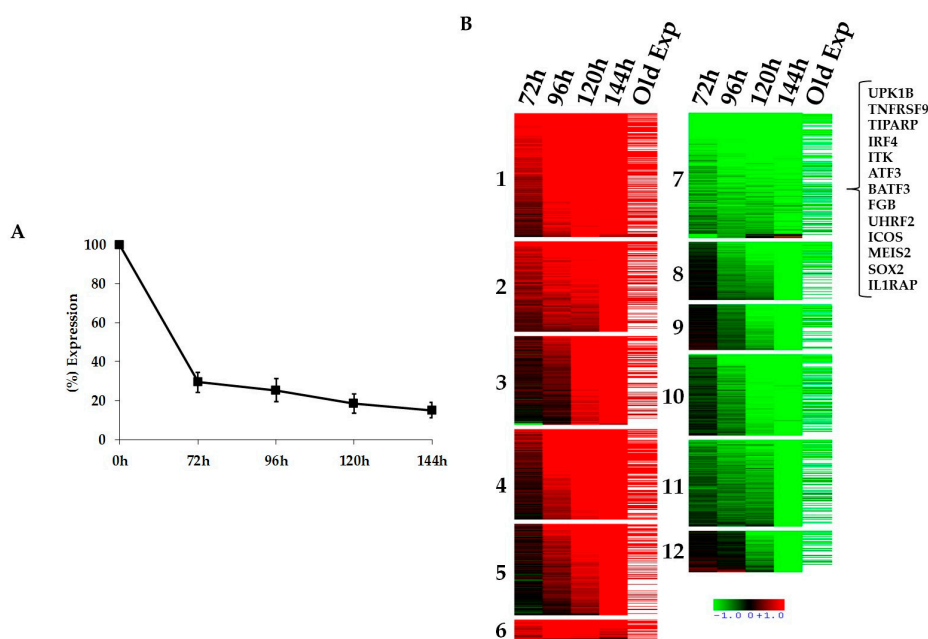 A
(%) Expression
100
80
60
40
20
0
0h 72h 96h 120h 144h
B
72h 96h 120h 144h Old Exp
1
2
3
4
5
6
72h 96h 120h 144h Old Exp
7
8
9
10
11
12
UPK1B
TNFRSF9
TIPARP
IRF4
ITK
ATF3
BATF3
FGB
UHRF2
ICOS
MEIS2
SOX2
IL1RAP
-1.0 0 +1.0